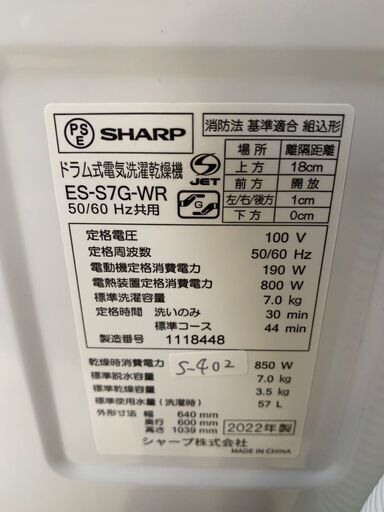 PS E SHARP
ドラム式電気洗濯乾燥機
ES-S7G-WR
50/60 Hz共用
S JET
消防法 基準適合 組込形
場所 離隔距離
上方 18cm
前方 開放
左/右/後方 1cm
下方 0cm
定格電圧 100 V
定格周波数 50/60 Hz
電動機定格消費電力 190 W
電熱装置定格消費電力 800 W
標準洗濯容量 7.0 kg
定格時間 洗いのみ 30 min
標準コース 44 min
製造番号 1118448
乾燥時消費電力 850 W
S-402
標準脱水容量 7.0 kg
標準乾燥容量 3.5 kg
標準使用水量(洗濯時) 57 L
外形寸法 幅 640 mm
奥行 600 mm
高さ 1039 mm
2022年製
シャープ株式会社
MADE IN CHINA